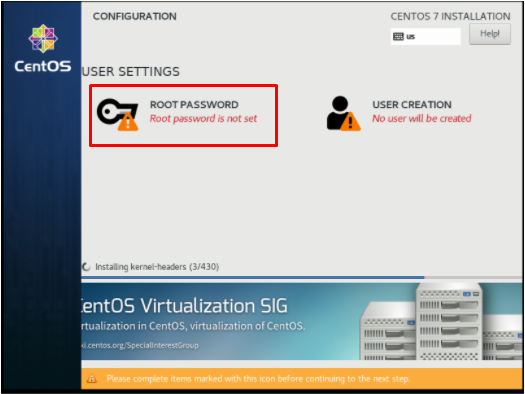 CONFIGURATION
CENTOS 7 INSTALLATION
us
Help!
CentOS
USER SETTINGS
ROOT PASSWORD
Root password is not set
USER CREATION
No user will be created
Installing kernel-headers (3/430)
entOS Virtualization SIG
rtualization in CentOS, virtualization of CentOS.
ki.centos.org/SpecialInterestGroup
Please complete items marked with this icon before continuing to the next step.